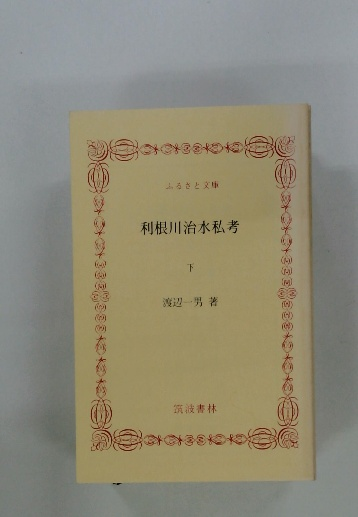 ふるさと文庫
利根川治水私考
下
渡辺一男 著
筑波書林